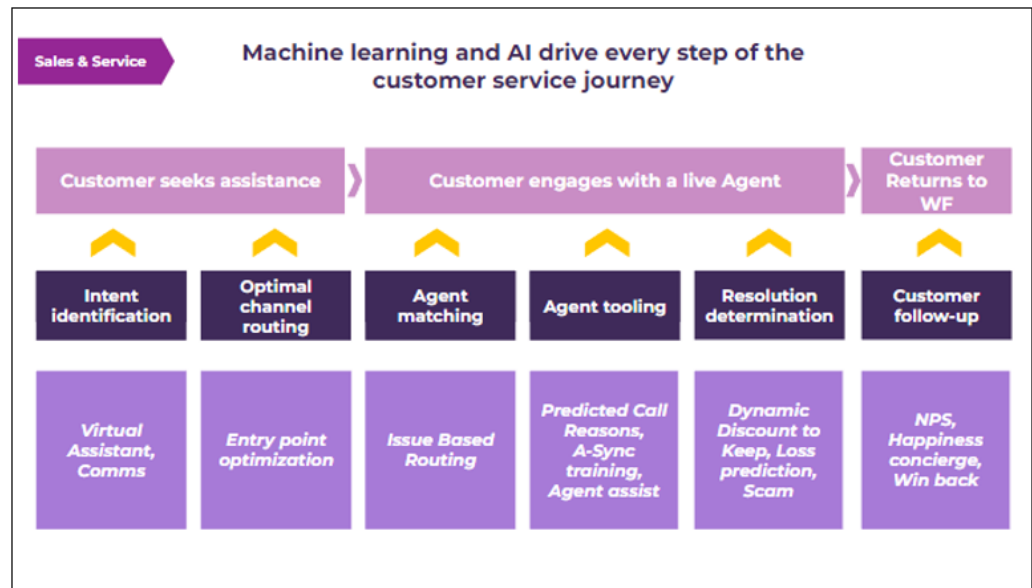 Sales & Service
Machine learning and AI drive every step of the
customer service journey
Customer seeks assistance
Customer engages with a live Agent
Customer
Returns to
WF
Intent
identification
Optimal
channel
routing
Agent
matching
Agent tooling
Resolution
determination
Customer
follow-up
Virtual
Assistant,
Comms
Entry point
optimization
Issue Based
Routing
Predicted Call
Reasons,
A-Sync
training,
Agent assist
Dynamic
Discount to
Keep, Loss
prediction,
Scam
NPS,
Happiness
concierge,
Win back